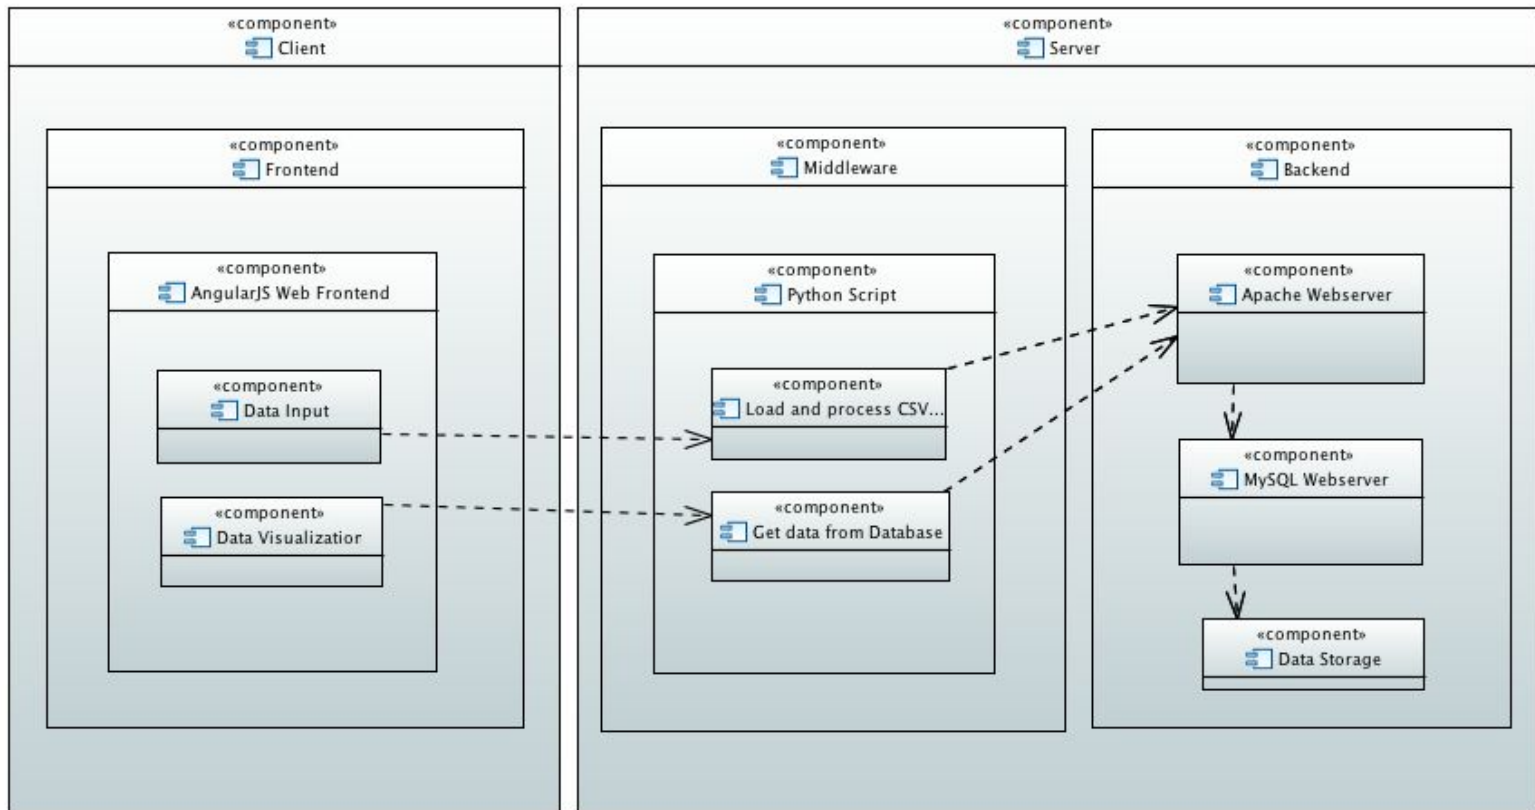 «component»
Client
«component»
Frontend
«component»
AngularJS Web Frontend
«component»
Data Input
«component»
Data Visualization
«component»
Server
«component»
Middleware
«component»
Python Script
«component»
Load and process CSV...
«component»
Get data from Database
«component»
Backend
«component»
Apache Webserver
«component»
MySQL Webserver
«component»
Data Storage